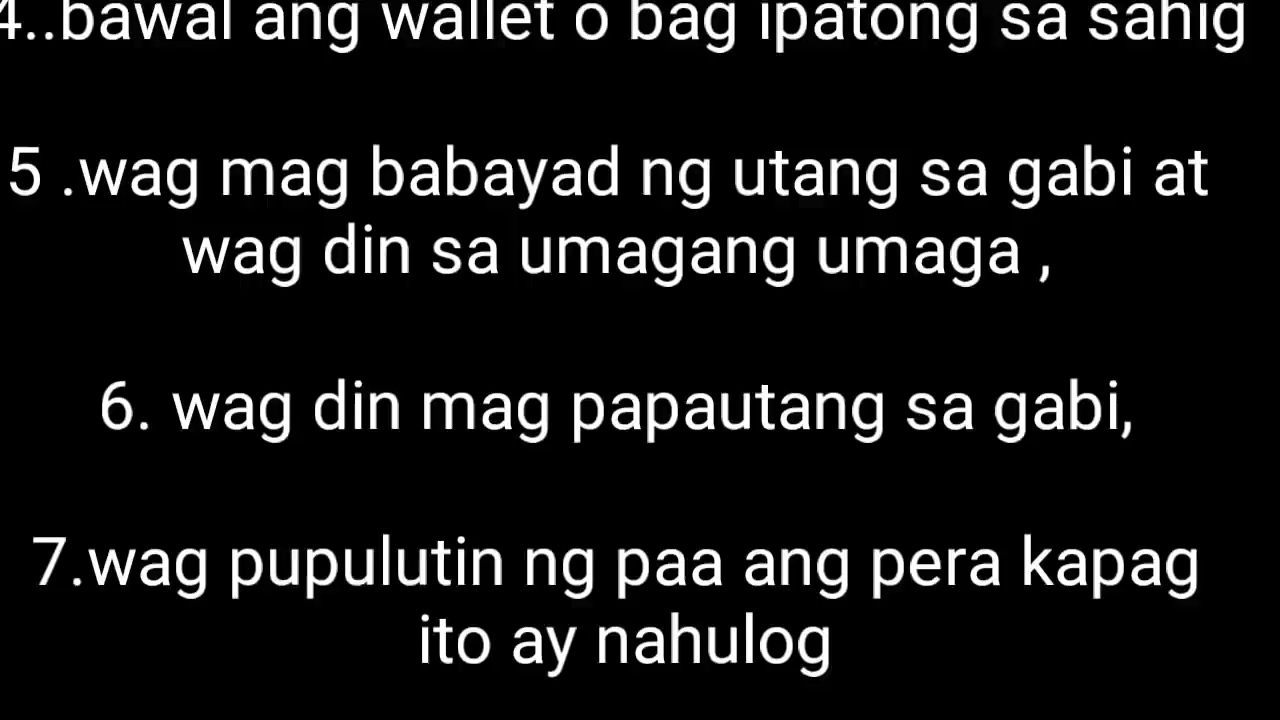 4..bawal ang wallet o bag ipatong sa sahig
5 .wag mag babayad ng utang sa gabi at
wag din sa umagang umaga ,
6. wag din mag papautang sa gabi,
7.wag pupulutin ng paa ang pera kapag
ito ay nahulog